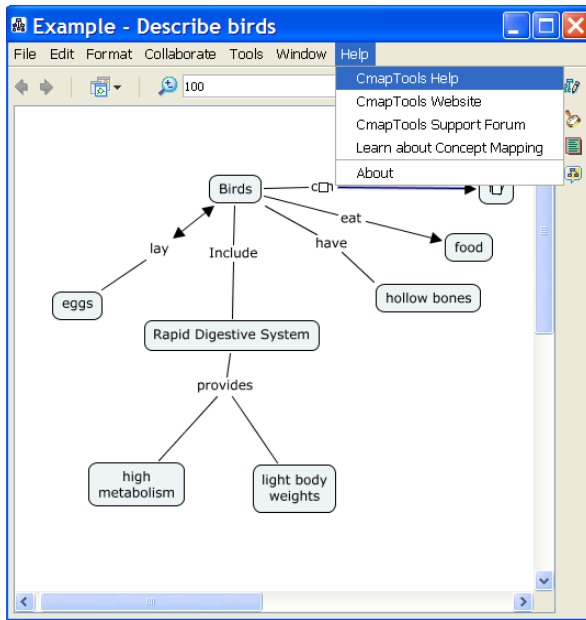 Example - Describe birds
File Edit Format Collaborate Tools Window Help
CmapTools Help
CmapTools Website
CmapTools Support Forum
Learn about Concept Mapping
About
100
Birds
eat
food
lay
Include
have
eggs
hollow bones
Rapid Digestive System
provides
high
metabolism
light body
weights